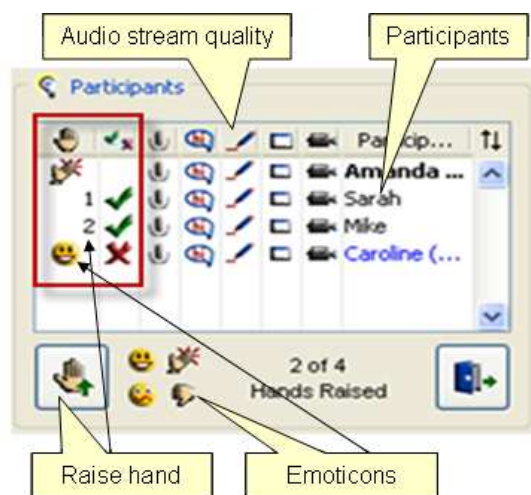 Audio stream quality
Participants
Participants
Particip...
Amanda ...
1 Sarah
2 Mike
Caroline (...
2 of 4
Hands Raised
Raise hand
Emoticons